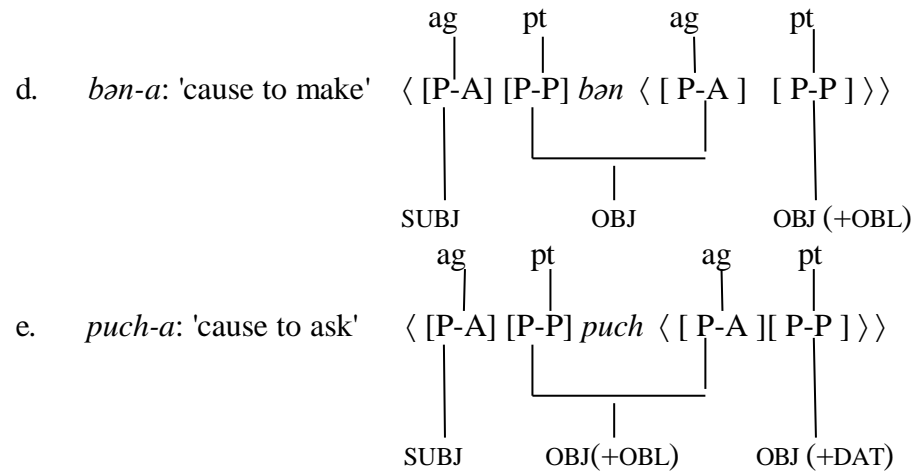 ag pt ag pt
d. bən-a: 'cause to make' ⟨ [P-A] [P-P] bən ⟨ [ P-A ] [ P-P ] ⟩⟩
SUBJ OBJ OBJ (+OBL)
ag pt ag pt
e. puch-a: 'cause to ask' ⟨ [P-A] [P-P] puch ⟨ [ P-A ][ P-P ] ⟩⟩
SUBJ OBJ(+OBL) OBJ (+DAT)